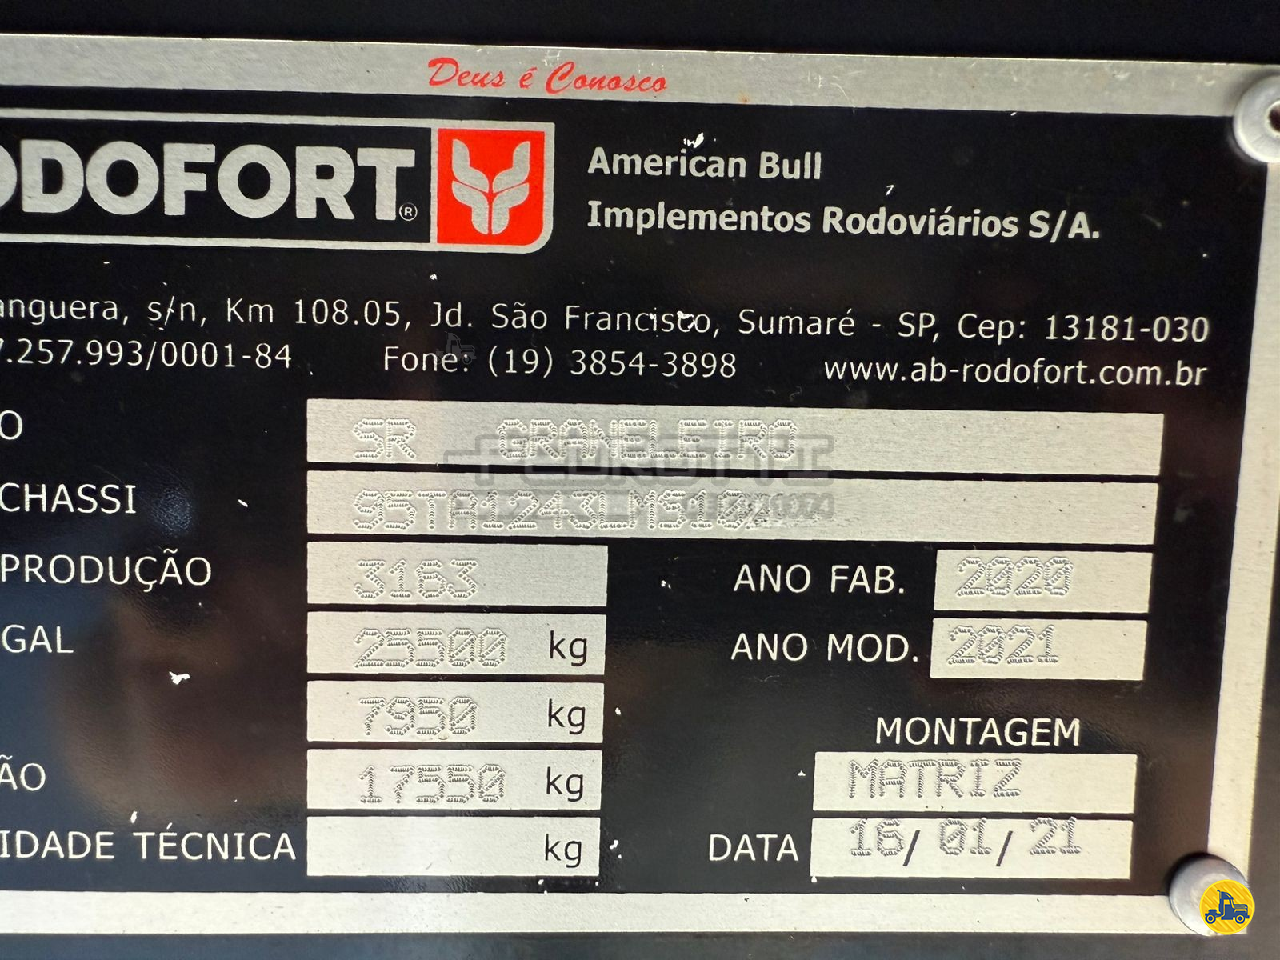 Deus é Conosco
ODOFORT®
American Bull
Implementos Rodoviários S/A.
anguera, s/n, Km 108.05, Jd. São Francisco, Sumaré - SP, Cep: 13181-030
7.257.993/0001-84 Fone: (19) 3854-3898 www.ab-rodofort.com.br
O SR GRANELEIRO
CHASSI
PRODUÇÃO 3163 ANO FAB. 2020
GAL 25500 kg ANO MOD. 2021
7950 kg
MONTAGEM
ÃO 17550 kg MATRIZ
IDADE TÉCNICA kg DATA 16/01/21